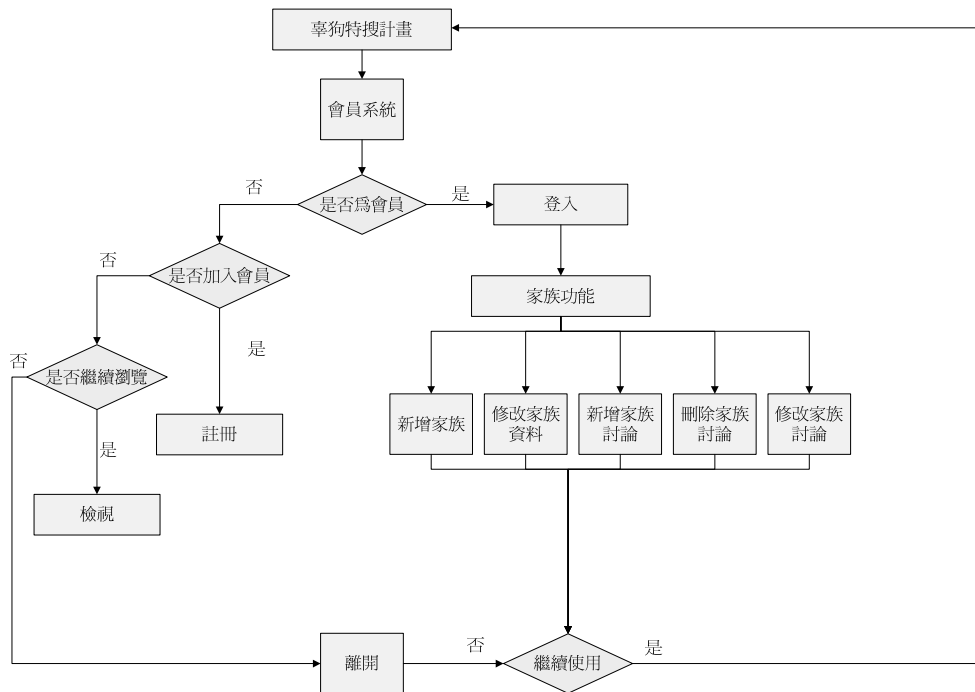 辜狗特搜計畫
會員系統
否
是
是否為會員
登入
否
是否加入會員
家族功能
是
否
是否繼續瀏覽
新增家族
修改家族
資料
新增家族
討論
刪除家族
討論
修改家族
討論
註冊
是
檢視
離開
否
繼續使用
是